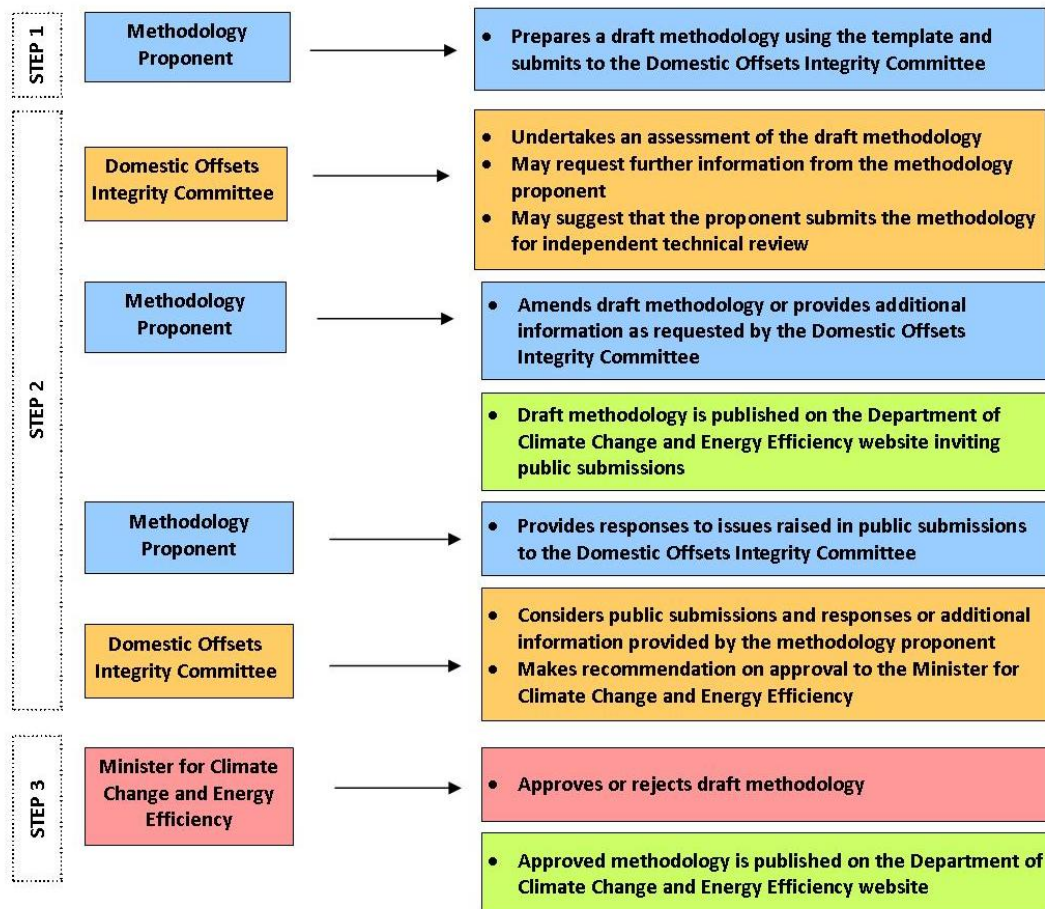 STEP 1
Methodology
Proponent
• Prepares a draft methodology using the template and
submits to the Domestic Offsets Integrity Committee
STEP 2
Domestic Offsets
Integrity Committee
• Undertakes an assessment of the draft methodology
• May request further information from the methodology
proponent
• May suggest that the proponent submits the methodology
for independent technical review
Methodology
Proponent
• Amends draft methodology or provides additional
information as requested by the Domestic Offsets
Integrity Committee
• Draft methodology is published on the Department of
Climate Change and Energy Efficiency website inviting
public submissions
Methodology
Proponent
• Provides responses to issues raised in public submissions
to the Domestic Offsets Integrity Committee
Domestic Offsets
Integrity Committee
• Considers public submissions and responses or additional
information provided by the methodology proponent
• Makes recommendation on approval to the Minister for
Climate Change and Energy Efficiency
STEP 3
Minister for Climate
Change and Energy
Efficiency
• Approves or rejects draft methodology
• Approved methodology is published on the Department of
Climate Change and Energy Efficiency website